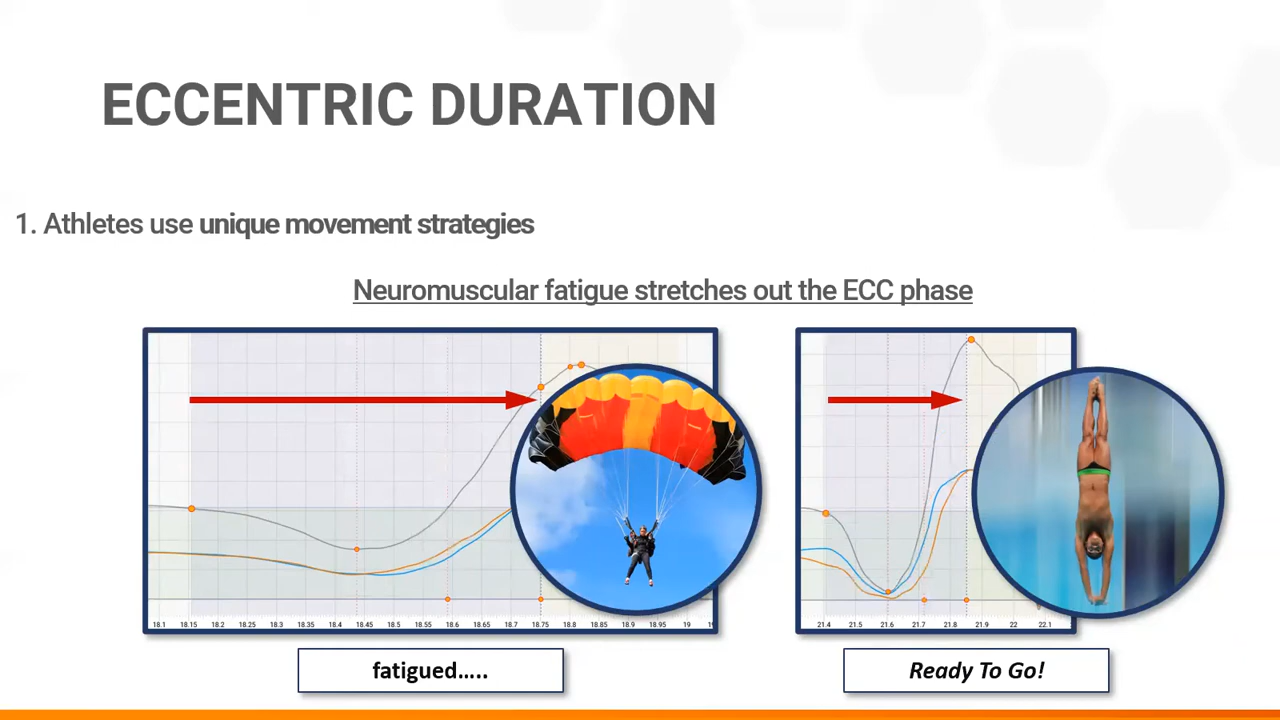 ECCENTRIC DURATION
1. Athletes use unique movement strategies
Neuromuscular fatigue stretches out the ECC phase
18.1 18.15 18.2 18.25 18.3 18.35 18.4 18.45 18.5 18.55 18.6 18.65 18.7 18.75 18.8 18.85 18.9 18.95 19
21.4 21.5 21.6 21.7 21.8 21.9 22 22.1
fatigued.....
Ready To Go!